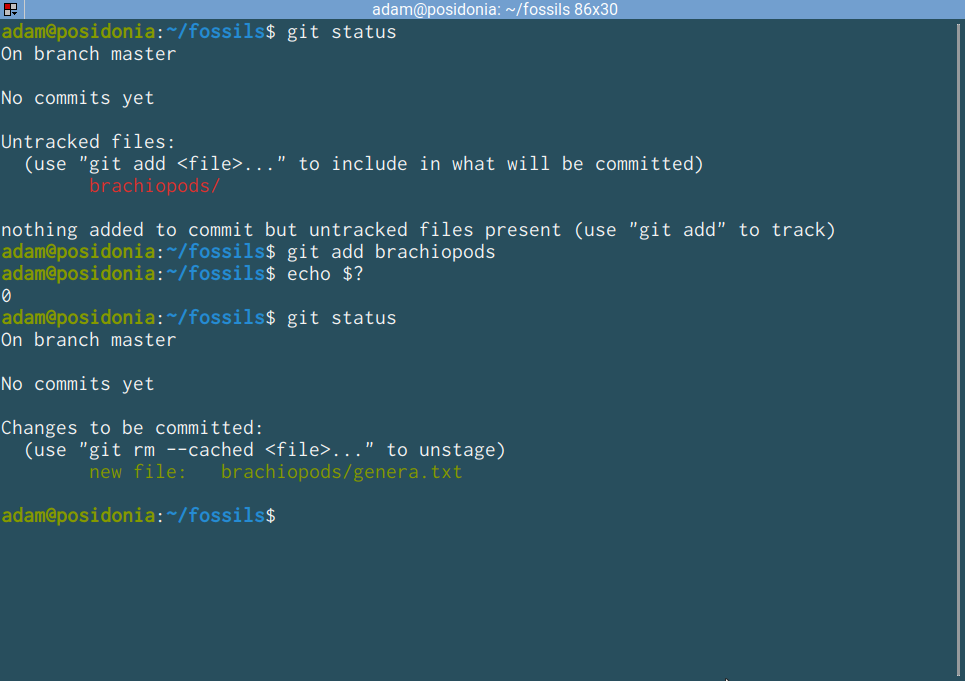 adam@posidonia: ~/fossils 86x30
adam@posidonia:~/fossils$ git status
On branch master
No commits yet
Untracked files:
  (use "git add <file>..." to include in what will be committed)
        brachiopods/
nothing added to commit but untracked files present (use "git add" to track)
adam@posidonia:~/fossils$ git add brachiopods
adam@posidonia:~/fossils$ echo $?
0
adam@posidonia:~/fossils$ git status
On branch master
No commits yet
Changes to be committed:
  (use "git rm --cached <file>..." to unstage)
        new file:   brachiopods/genera.txt
adam@posidonia:~/fossils$